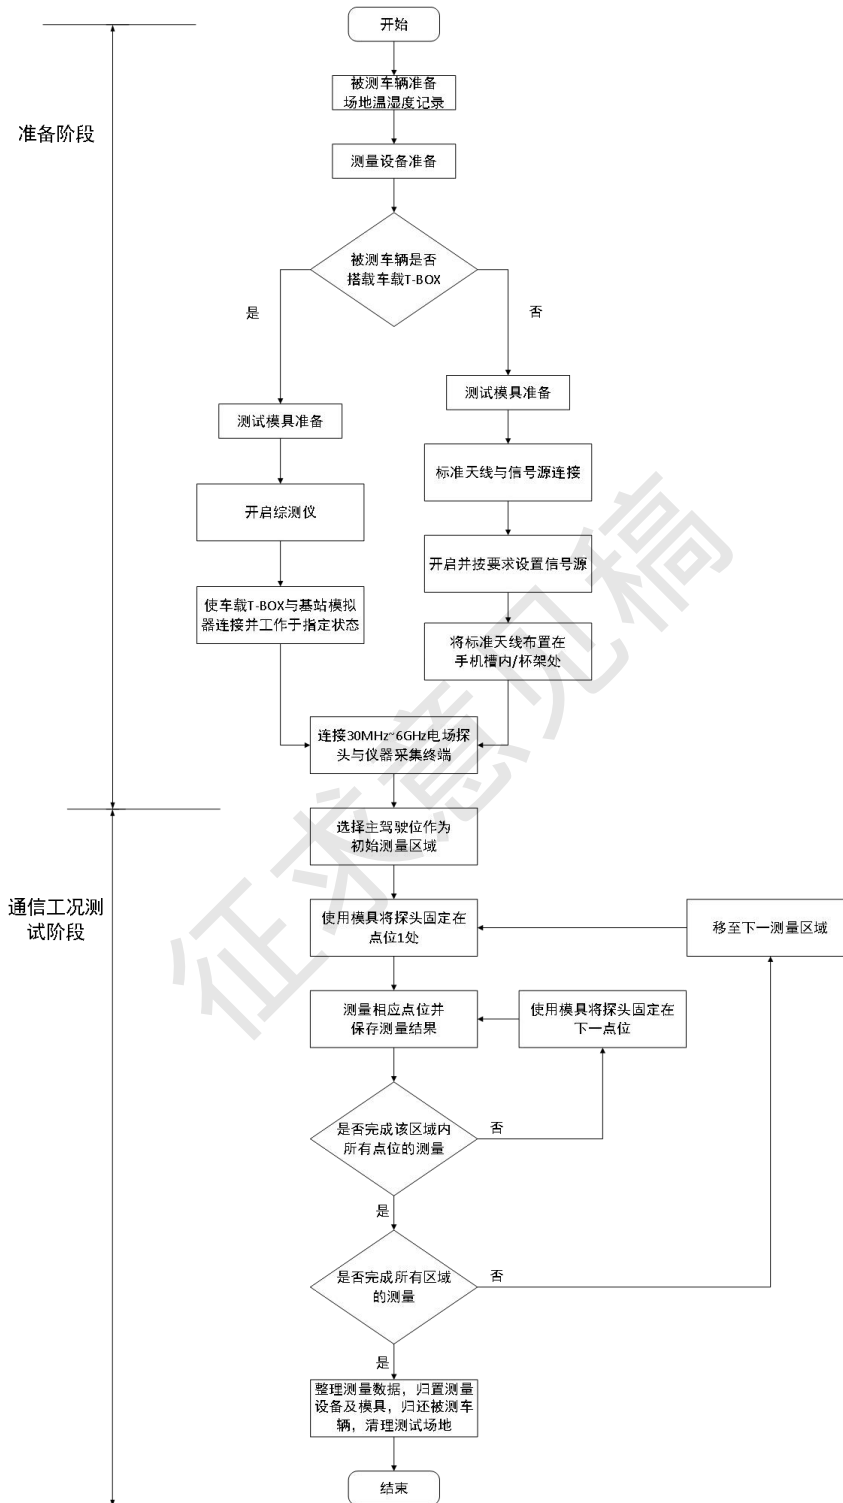 开始
被测车辆准备
场地温湿度记录
准备阶段
测量设备准备
被测车辆是否
搭载车载T-BOX
是
否
测试模具准备
测试模具准备
标准天线与信号源连接
开启综测仪
开启并按要求设置信号源
使车载T-BOX与基站模拟
器连接并工作于指定状态
将标准天线布置在
手机槽内/杯架处
连接30MHz~6GHz电场探
头与仪器采集终端
选择主驾驶位作为
初始测量区域
通信工况测
试阶段
使用模具将探头固定在
点位1处
移至下一测量区域
测量相应点位并
保存测量结果
使用模具将探头固定在
下一点位
是否完成该区域内
所有点位的测量
否
是
是否完成所有区域
的测量
否
是
整理测量数据，归置测量
设备及模具，归还被测车
辆，清理测试场地
结束
征求意见稿